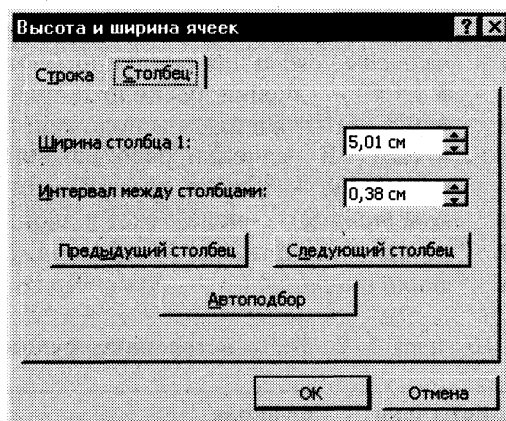 Высота и ширина ячеек
Строка Столбец
Ширина столбца 1: 5,01 см
Интервал между столбцами: 0,38 см
Предыдущий столбец Следующий столбец
Автоподбор
ОК Отмена